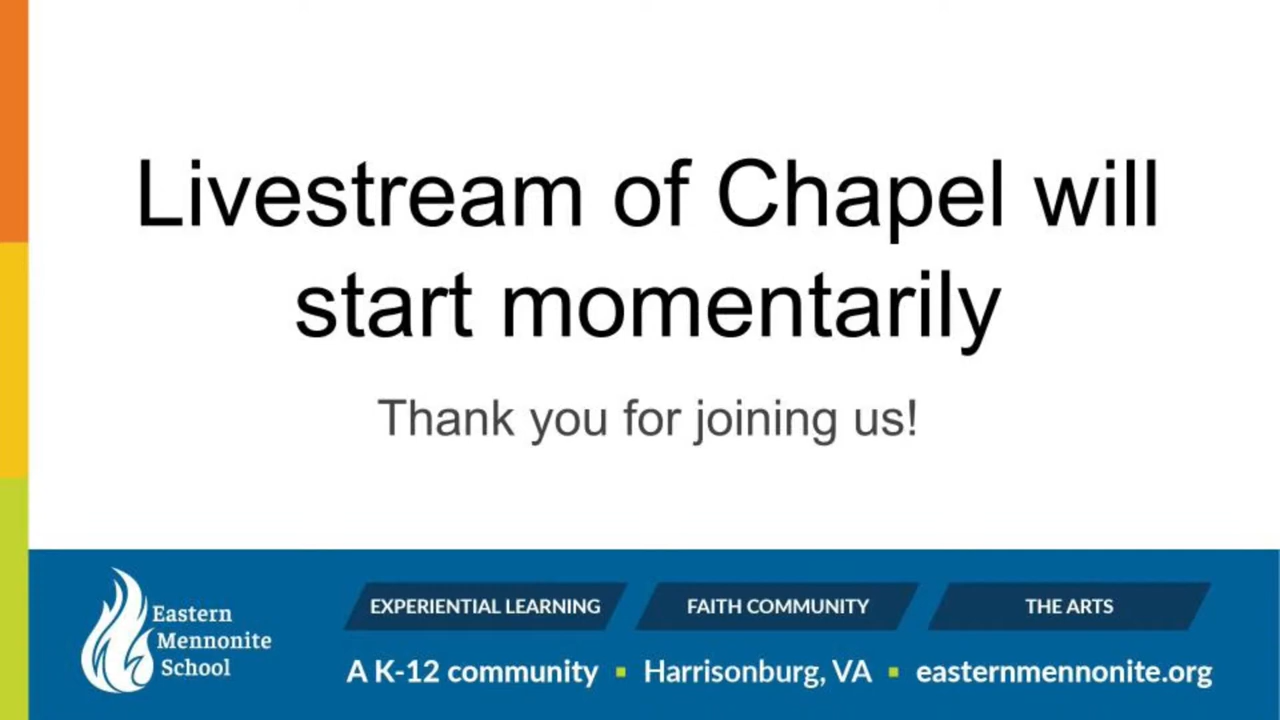 Livestream of Chapel will
start momentarily
Thank you for joining us!
Eastern
Mennonite
School
EXPERIENTIAL LEARNING
FAITH COMMUNITY
THE ARTS
A K-12 community ▪ Harrisonburg, VA ▪ easternmennonite.org